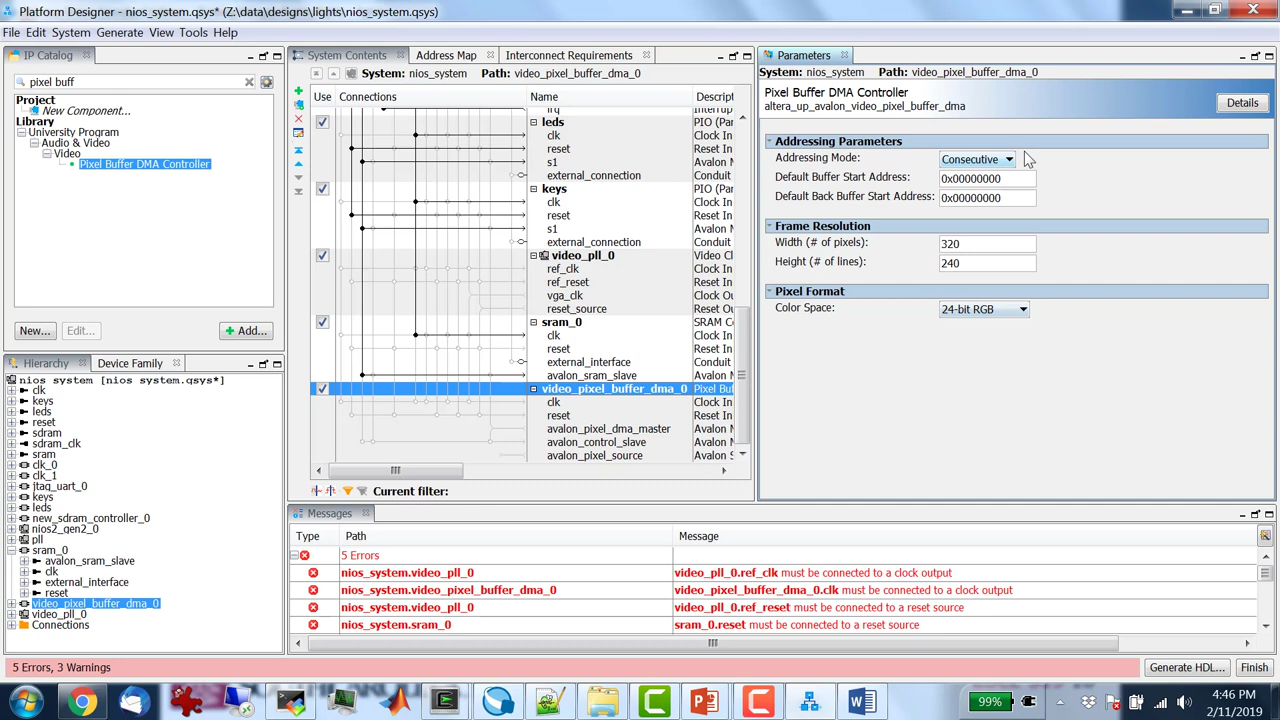 Platform Designer - nios_system.qsys* (Z:\data\designs\lights\nios_system.qsys)
File Edit System Generate View Tools Help
IP Catalog
pixel buff
Project
New Component...
Library
University Program
Audio & Video
Video
Pixel Buffer DMA Controller
New... Edit... Add...
Hierarchy Device Family
nios system [nios system.qsys*]
clk
keys
leds
reset
sdram
sdram_clk
sram
clk_0
clk_1
jtag_uart_0
keys
leds
new_sdram_controller_0
nios2_gen2_0
pll
sram_0
avalon_sram_slave
clk
external_interface
reset
video_pixel_buffer_dma_0
video_pll_0
Connections
System Contents Address Map Interconnect Requirements
System: nios_system Path: video_pixel_buffer_dma_0
Use Connections Name Descript
leds PIO (Par
clk Clock In
reset Reset In
s1 Avalon M
external_connection Conduit
keys PIO (Par
clk Clock In
reset Reset In
s1 Avalon M
external_connection Conduit
video_pll_0 Video Cl
ref_clk Clock In
ref_reset Reset In
vga_clk Clock Ou
reset_source Reset Ou
sram_0 SRAM Co
clk Clock In
reset Reset In
external_interface Conduit
avalon_sram_slave Avalon M
video_pixel_buffer_dma_0 Pixel Buf
clk Clock In
reset Reset In
avalon_pixel_dma_master Avalon M
avalon_control_slave Avalon M
avalon_pixel_source Avalon S
Current filter:
Parameters
System: nios_system Path: video_pixel_buffer_dma_0
Pixel Buffer DMA Controller
altera_up_avalon_video_pixel_buffer_dma
Details
Addressing Parameters
Addressing Mode: Consecutive
Default Buffer Start Address: 0x00000000
Default Back Buffer Start Address: 0x00000000
Frame Resolution
Width (# of pixels): 320
Height (# of lines): 240
Pixel Format
Color Space: 24-bit RGB
Messages
Type Path Message
5 Errors
nios_system.video_pll_0 video_pll_0.ref_clk must be connected to a clock output
nios_system.video_pixel_buffer_dma_0 video_pixel_buffer_dma_0.clk must be connected to a clock output
nios_system.video_pll_0 video_pll_0.ref_reset must be connected to a reset source
nios_system.sram_0 sram_0.reset must be connected to a reset source
5 Errors, 3 Warnings
Generate HDL... Finish
99%
4:46 PM
2/11/2019